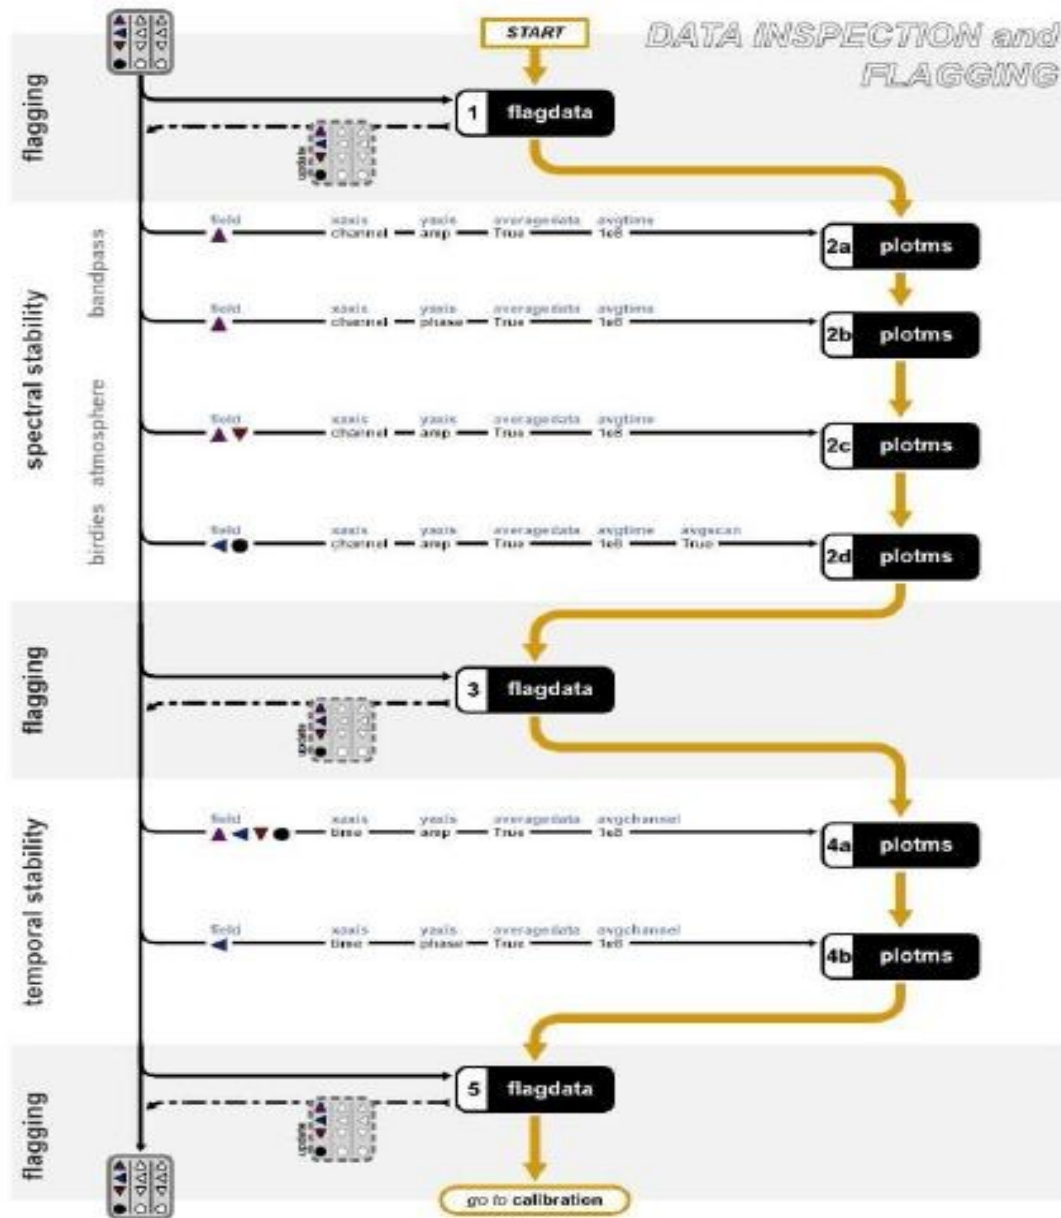 START
DATA INSPECTION and
FLAGGING
flagging
1 flagdata
update
spectral stability
bandpass
field xaxis yaxis averagedata avgtime
channel amp True 1e8
2a plotms
field xaxis yaxis averagedata avgtime
channel phase True 1e8
2b plotms
atmosphere
field xaxis yaxis averagedata avgtime
channel amp True 1e8
2c plotms
birdies
field xaxis yaxis averagedata avgtime avgscan
channel amp True 1e8 True
2d plotms
flagging
3 flagdata
update
temporal stability
field xaxis yaxis averagedata avgchannel
time amp True 1e8
4a plotms
field xaxis yaxis averagedata avgchannel
time phase True 1e8
4b plotms
flagging
5 flagdata
update
go to calibration